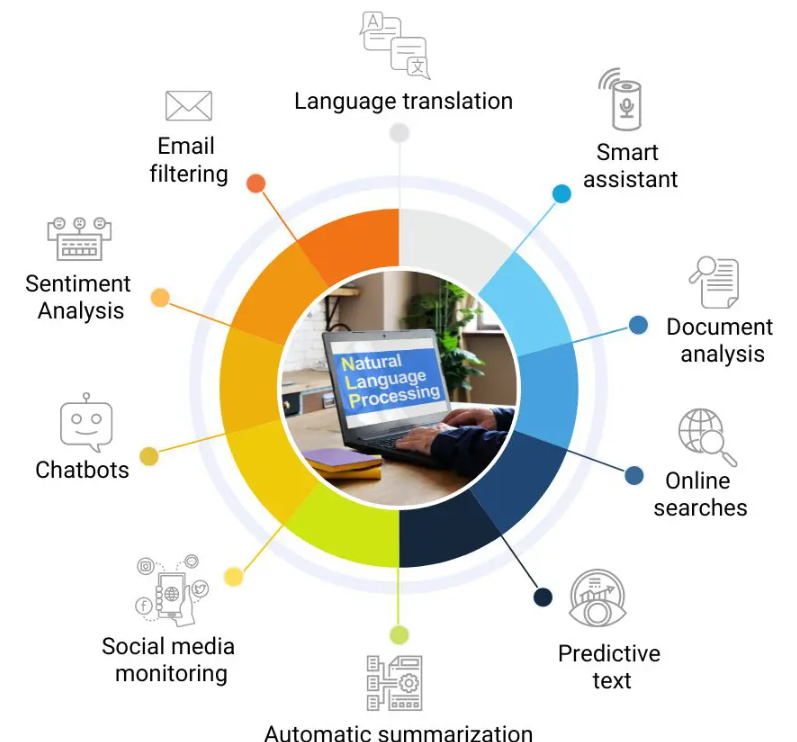 Language translation
Smart
assistant
Document
analysis
Online
searches
Predictive
text
Automatic summarization
Social media
monitoring
Chatbots
Sentiment
Analysis
Email
filtering
Natural
Language
Processing
A
文